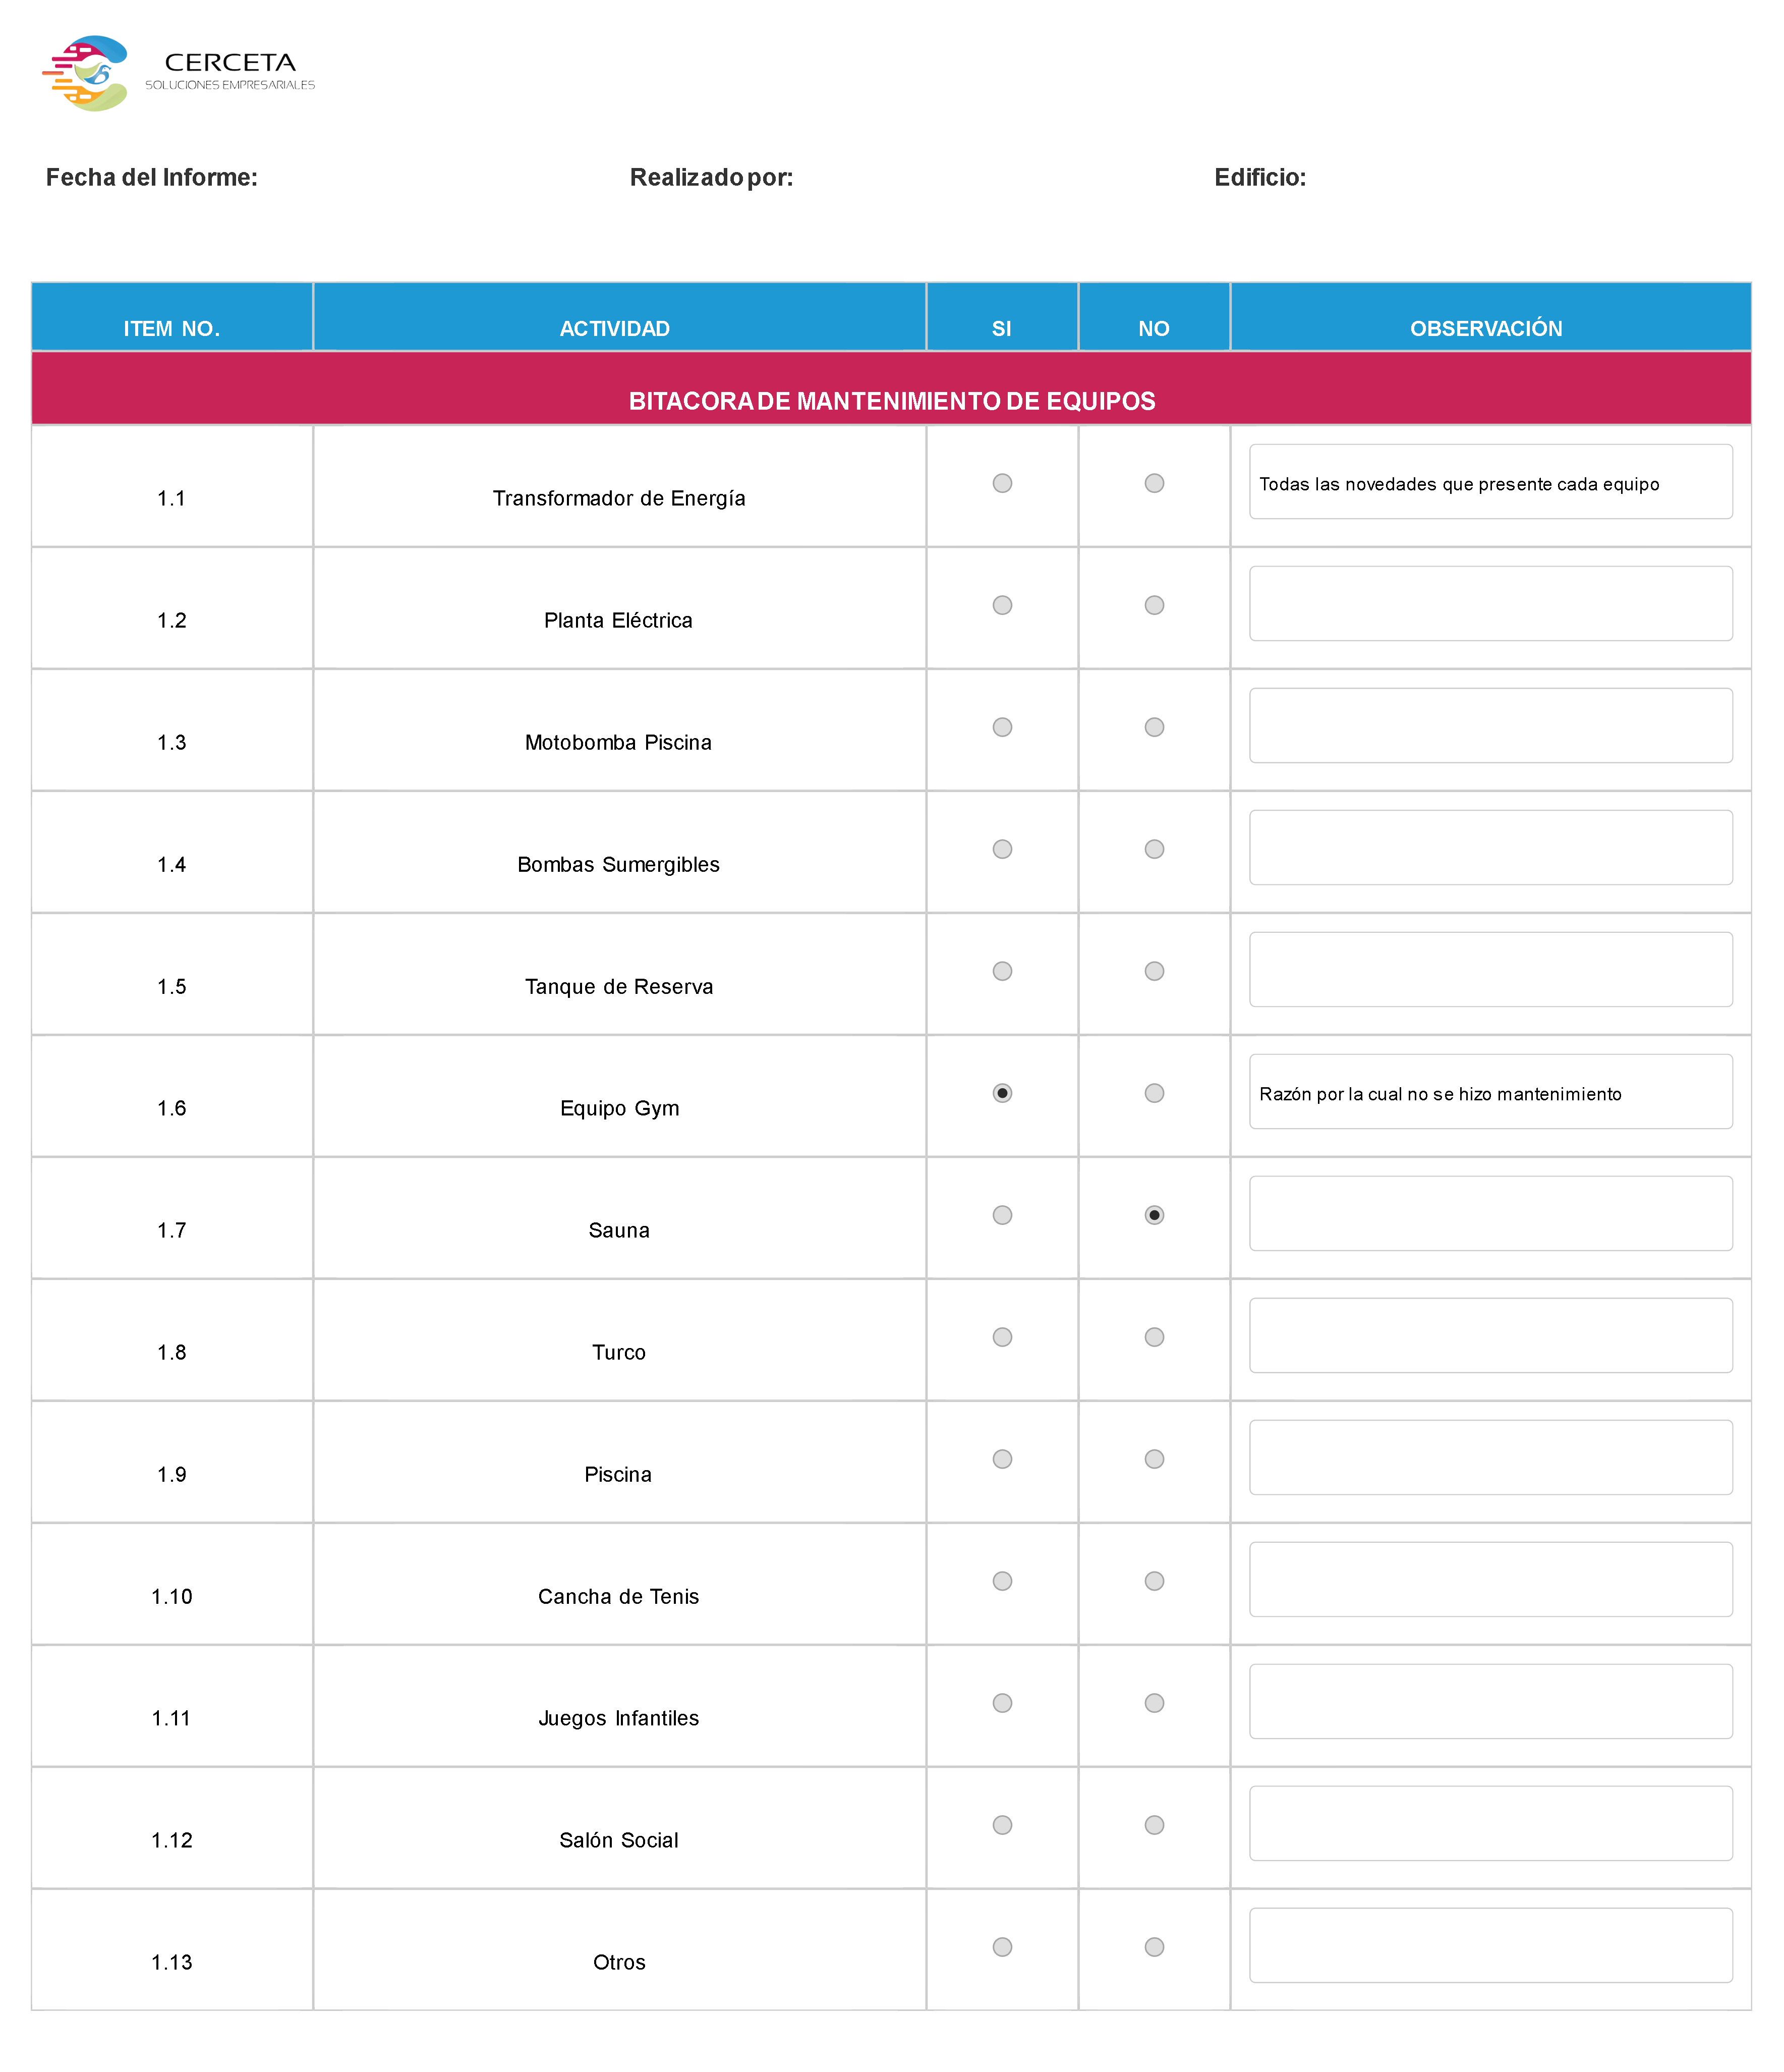 CERCETA
SOLUCIONES EMPRESARIALES
Fecha del Informe: Realizado por: Edificio:
ITEM NO. ACTIVIDAD SI NO OBSERVACIÓN
BITACORA DE MANTENIMIENTO DE EQUIPOS
1.1 Transformador de Energía Todas las novedades que presente cada equipo
1.2 Planta Eléctrica
1.3 Motobomba Piscina
1.4 Bombas Sumergibles
1.5 Tanque de Reserva
1.6 Equipo Gym Razón por la cual no se hizo mantenimiento
1.7 Sauna
1.8 Turco
1.9 Piscina
1.10 Cancha de Tenis
1.11 Juegos Infantiles
1.12 Salón Social
1.13 Otros